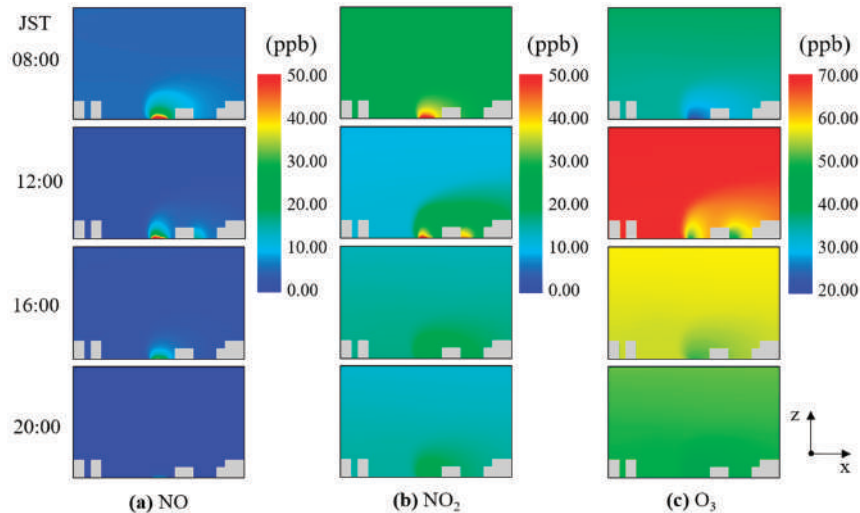 JST
(ppb) (ppb) (ppb)
08:00
50.00 50.00 70.00
40.00 40.00 60.00
12:00
30.00 30.00 50.00
20.00 20.00 40.00
10.00 10.00 30.00
0.00 0.00 20.00
16:00
20:00
z
x
(a) NO (b) NO₂ (c) O₃